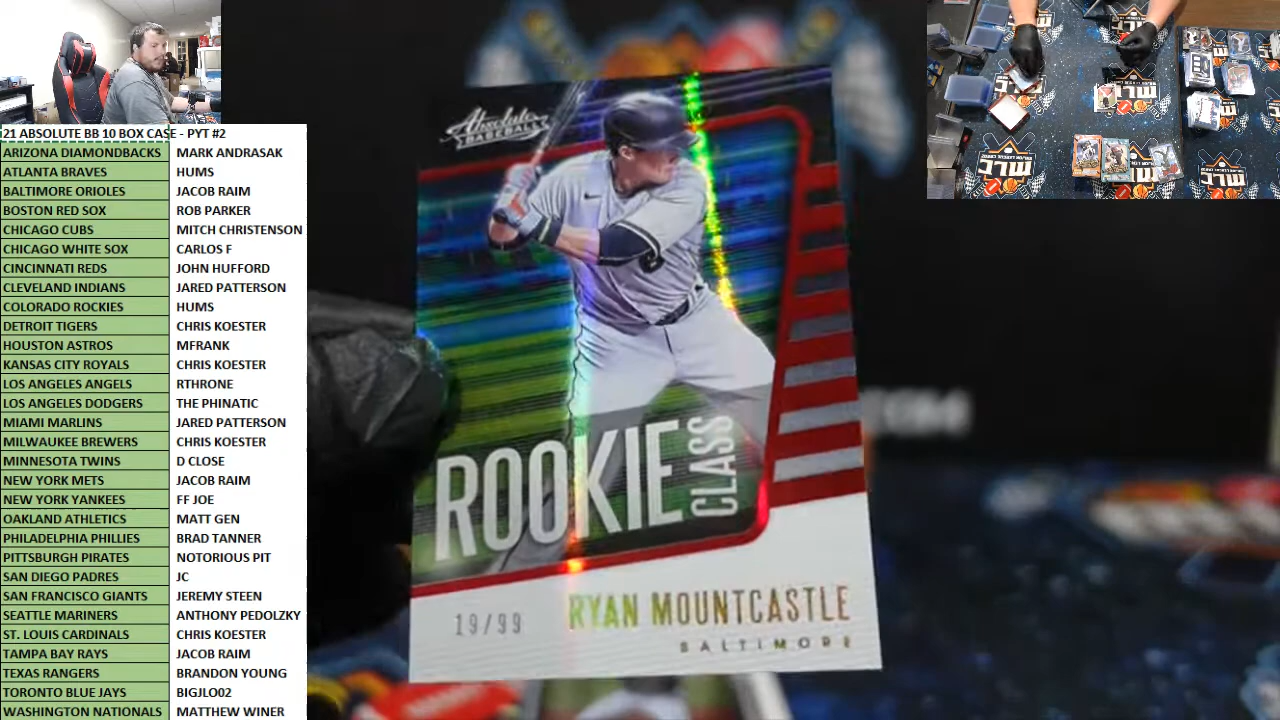 21 ABSOLUTE BB 10 BOX CASE - PYT #2
ARIZONA DIAMONDBACKS MARK ANDRASAK
ATLANTA BRAVES HUMS
BALTIMORE ORIOLES JACOB RAIM
BOSTON RED SOX ROB PARKER
CHICAGO CUBS MITCH CHRISTENSON
CHICAGO WHITE SOX CARLOS F
CINCINNATI REDS JOHN HUFFORD
CLEVELAND INDIANS JARED PATTERSON
COLORADO ROCKIES HUMS
DETROIT TIGERS CHRIS KOESTER
HOUSTON ASTROS MFRANK
KANSAS CITY ROYALS CHRIS KOESTER
LOS ANGELES ANGELS RTHRONE
LOS ANGELES DODGERS THE PHINATIC
MIAMI MARLINS JARED PATTERSON
MILWAUKEE BREWERS CHRIS KOESTER
MINNESOTA TWINS D CLOSE
NEW YORK METS JACOB RAIM
NEW YORK YANKEES FF JOE
OAKLAND ATHLETICS MATT GEN
PHILADELPHIA PHILLIES BRAD TANNER
PITTSBURGH PIRATES NOTORIOUS PIT
SAN DIEGO PADRES JC
SAN FRANCISCO GIANTS JEREMY STEEN
SEATTLE MARINERS ANTHONY PEDOLZKY
ST. LOUIS CARDINALS CHRIS KOESTER
TAMPA BAY RAYS JACOB RAIM
TEXAS RANGERS BRANDON YOUNG
TORONTO BLUE JAYS BIGJLO02
WASHINGTON NATIONALS MATTHEW WINER
Absolute
BASEBALL
ROOKIE
CLASS
19/99
RYAN MOUNTCASTLE
BALTIMORE
MLC
MLC
MLC
MLC